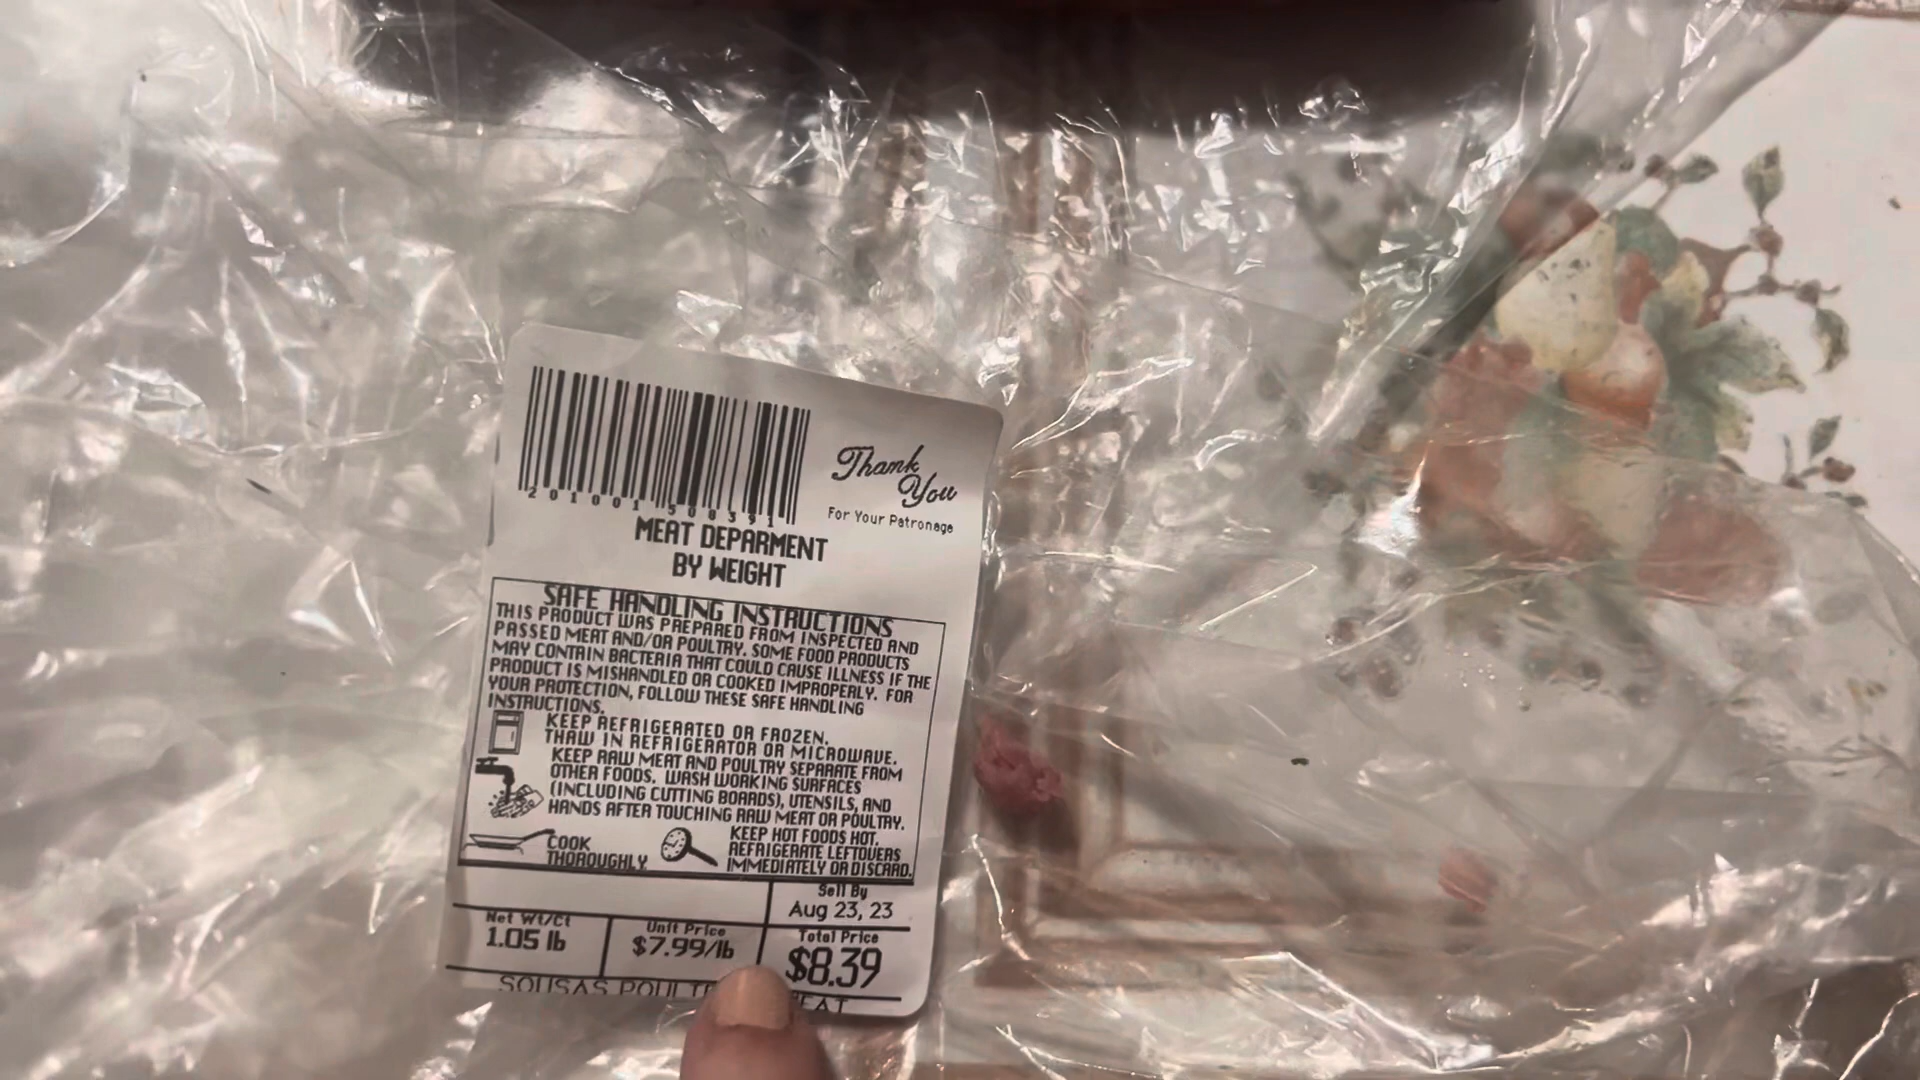 201001 508391
Thank
You
For Your Patronage
MEAT DEPARMENT
BY WEIGHT
SAFE HANDLING INSTRUCTIONS
THIS PRODUCT WAS PREPARED FROM INSPECTED AND
PASSED MEAT AND/OR POULTRY. SOME FOOD PRODUCTS
MAY CONTAIN BACTERIA THAT COULD CAUSE ILLNESS IF THE
PRODUCT IS MISHANDLED OR COOKED IMPROPERLY. FOR
YOUR PROTECTION, FOLLOW THESE SAFE HANDLING
INSTRUCTIONS.
KEEP REFRIGERATED OR FROZEN.
THAW IN REFRIGERATOR OR MICROWAVE.
KEEP RAW MEAT AND POULTRY SEPARATE FROM
OTHER FOODS. WASH WORKING SURFACES
(INCLUDING CUTTING BOARDS), UTENSILS, AND
HANDS AFTER TOUCHING RAW MEAT OR POULTRY.
COOK
THOROUGHLY.
KEEP HOT FOODS HOT.
REFRIGERATE LEFTOVERS
IMMEDIATELY OR DISCARD.
Sell By
Aug 23, 23
Net Wt/Ct
1.05 lb
Unit Price
$7.99/lb
Total Price
$8.39
SOUSAS